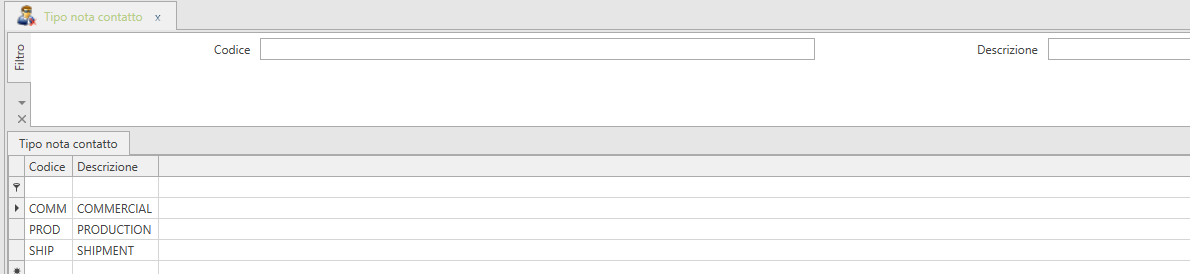 Tipo nota contatto x
Filtro
Codice Descrizione
Tipo nota contatto
Codice Descrizione
COMM COMMERCIAL
PROD PRODUCTION
SHIP SHIPMENT